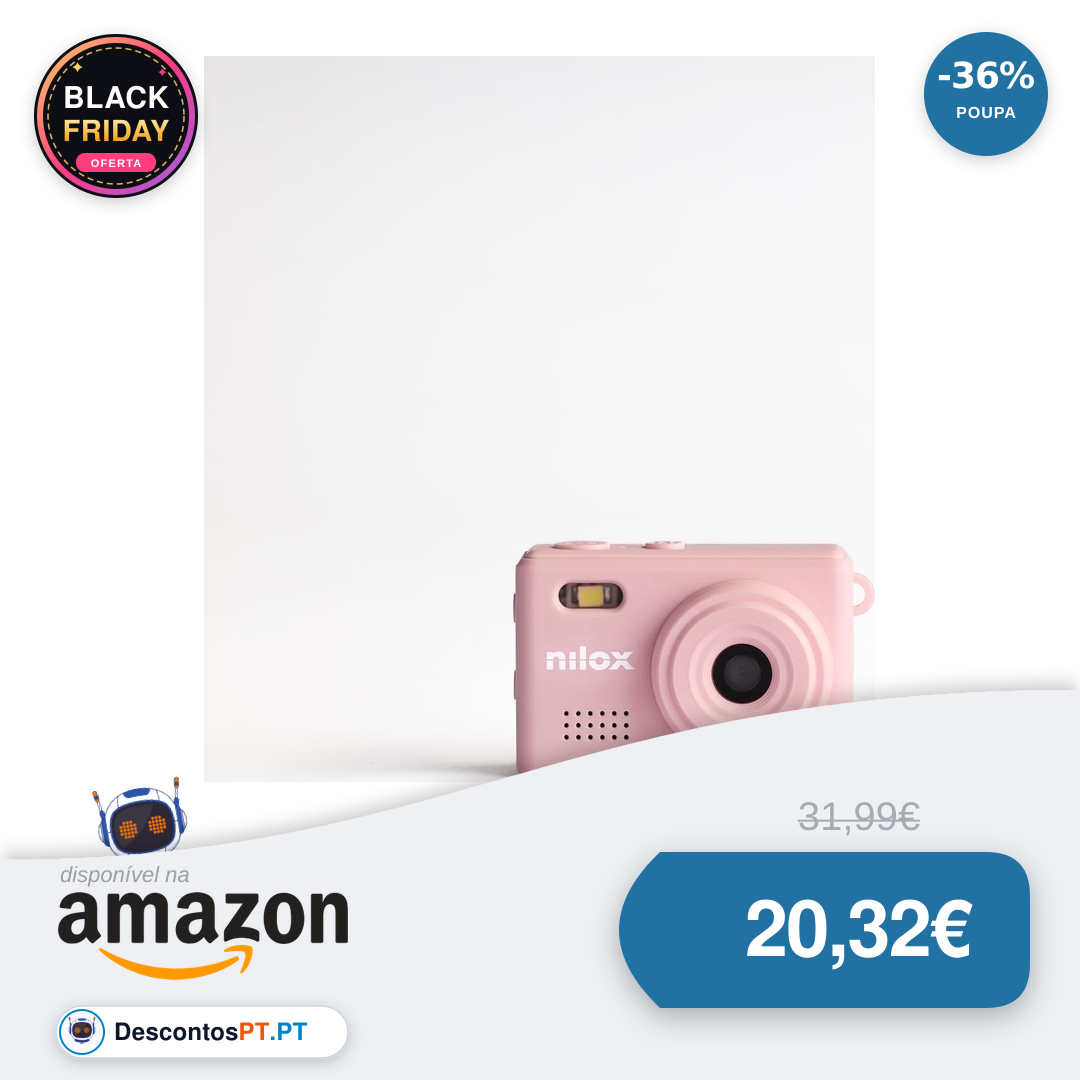 BLACK
FRIDAY
OFERTA
-36%
POUPA
nilox
31,99€
20,32€
disponível na
amazon
DescontosPT.PT